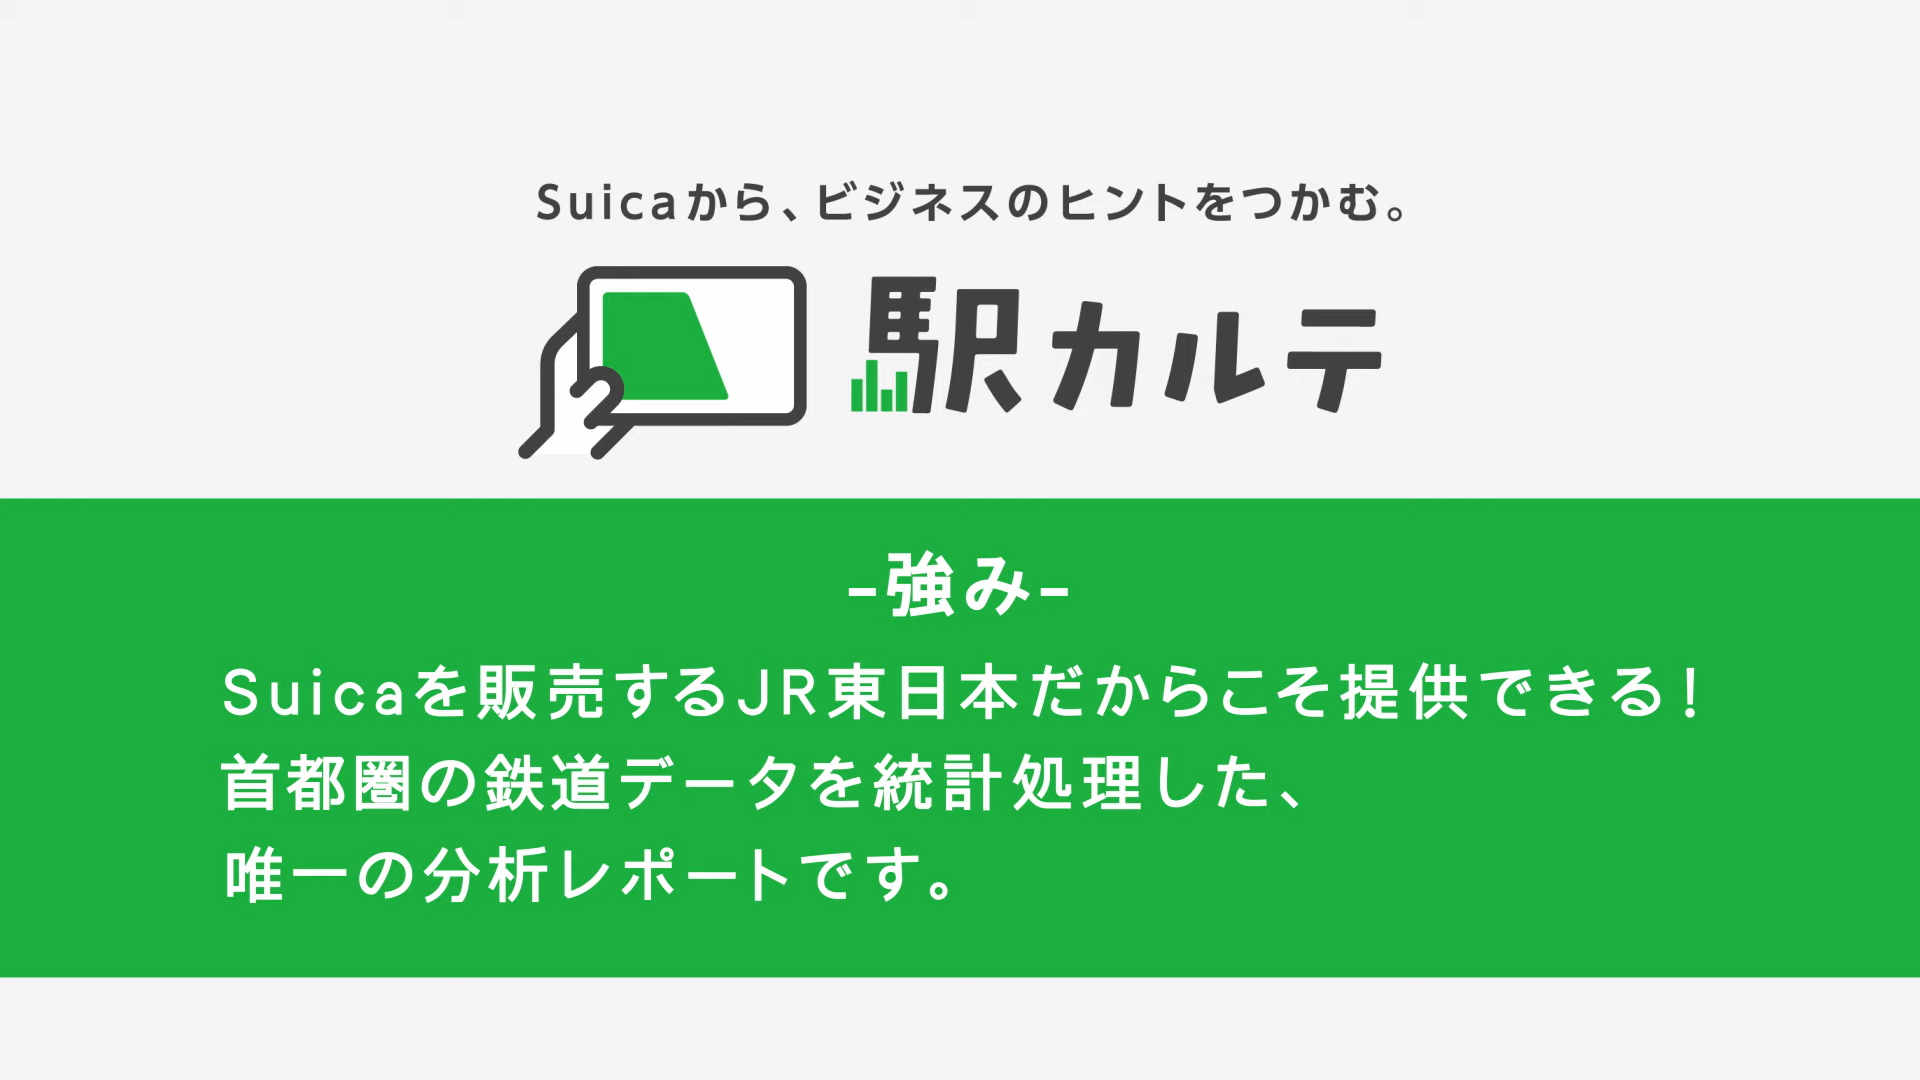 Suicaから、ビジネスのヒントをつかむ。
駅カルテ
-強み-
Suicaを販売するJR東日本だからこそ提供できる！
首都圏の鉄道データを統計処理した、
唯一の分析レポートです。